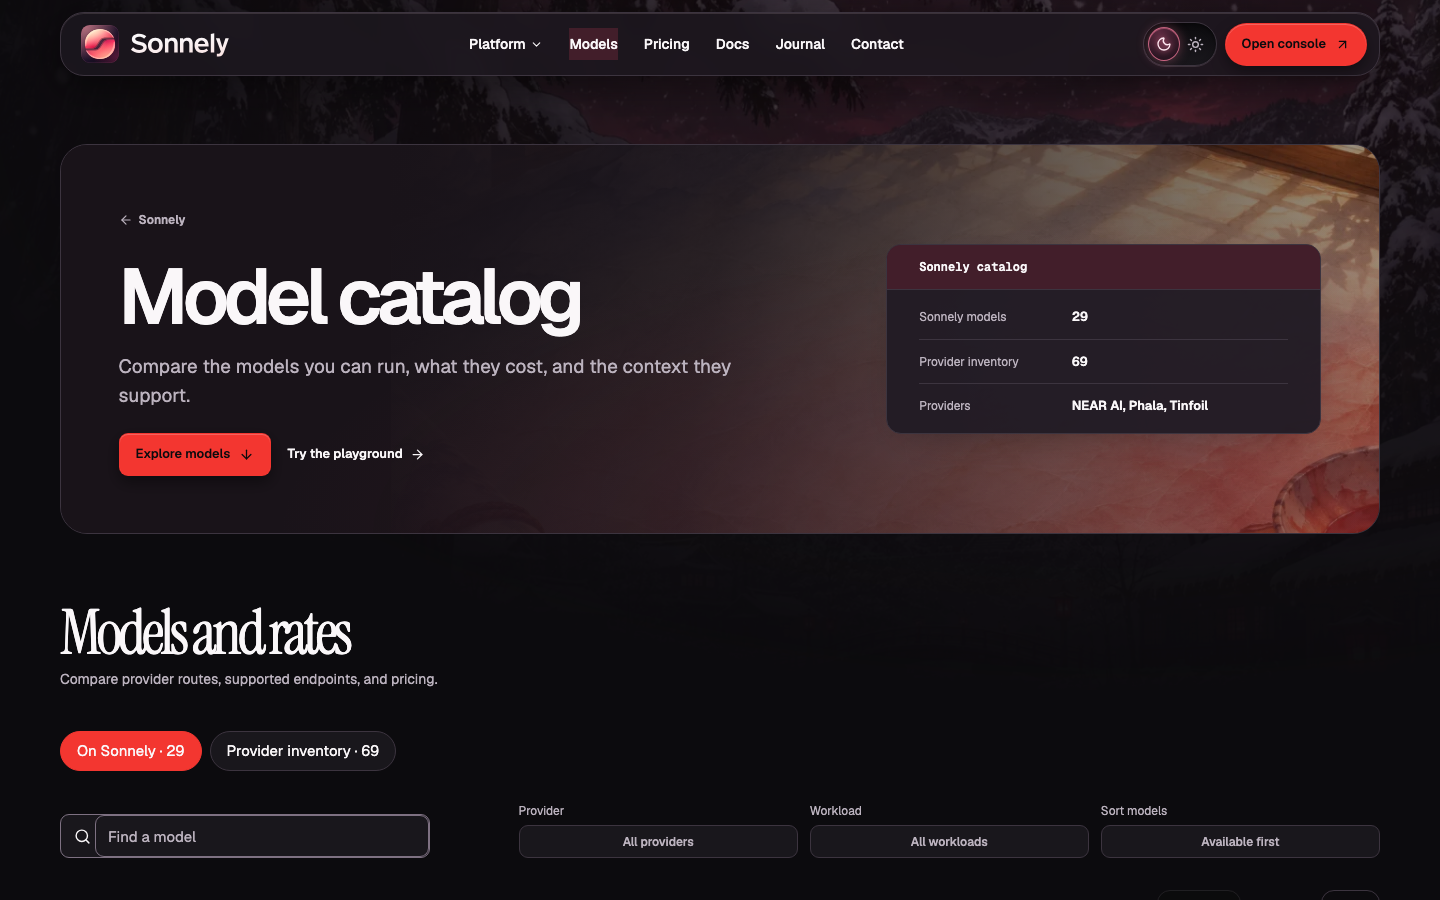 Sonnely
Platform
Models
Pricing
Docs
Journal
Contact
Open console
Sonnely
Model catalog
Compare the models you can run, what they cost, and the context they
support.
Explore models
Try the playground
Sonnely catalog
Sonnely models 29
Provider inventory 69
Providers NEAR AI, Phala, Tinfoil
Models and rates
Compare provider routes, supported endpoints, and pricing.
On Sonnely · 29
Provider inventory · 69
Find a model
Provider
All providers
Workload
All workloads
Sort models
Available first